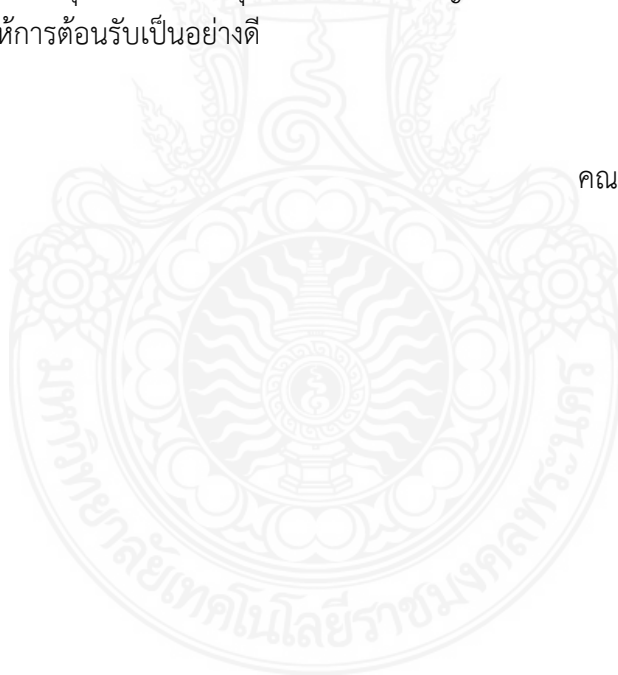 ห้การต้อนรับเป็นอย่างดี
คณ
มหาวิทยาลัยเทคโนโลยีราชมงคลพระนคร